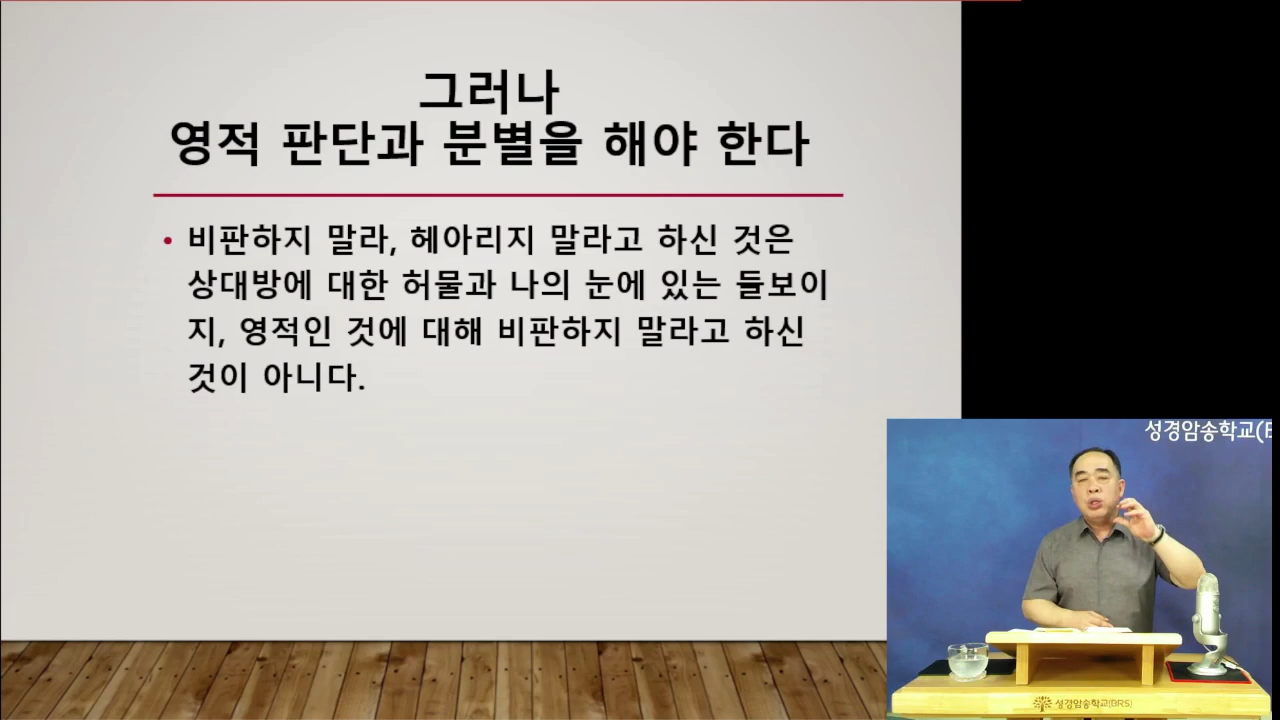 그러나
영적 판단과 분별을 해야 한다
• 비판하지 말라, 헤아리지 말라고 하신 것은
상대방에 대한 허물과 나의 눈에 있는 들보이
지, 영적인 것에 대해 비판하지 말라고 하신
것이 아니다.
성경암송학교(B
성경암송학교(BRS)